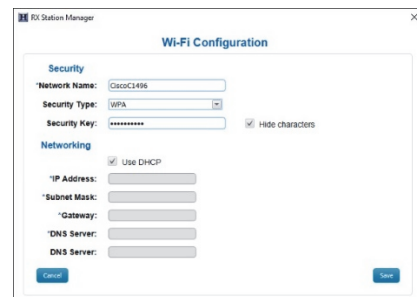 RX Station Manager
Wi-Fi Configuration
Security
*Network Name: CiscoC1496
Security Type: WPA
Security Key: •••••••••• Hide characters
Networking
Use DHCP
*IP Address:
*Subnet Mask:
*Gateway:
*DNS Server:
DNS Server:
Cancel Save